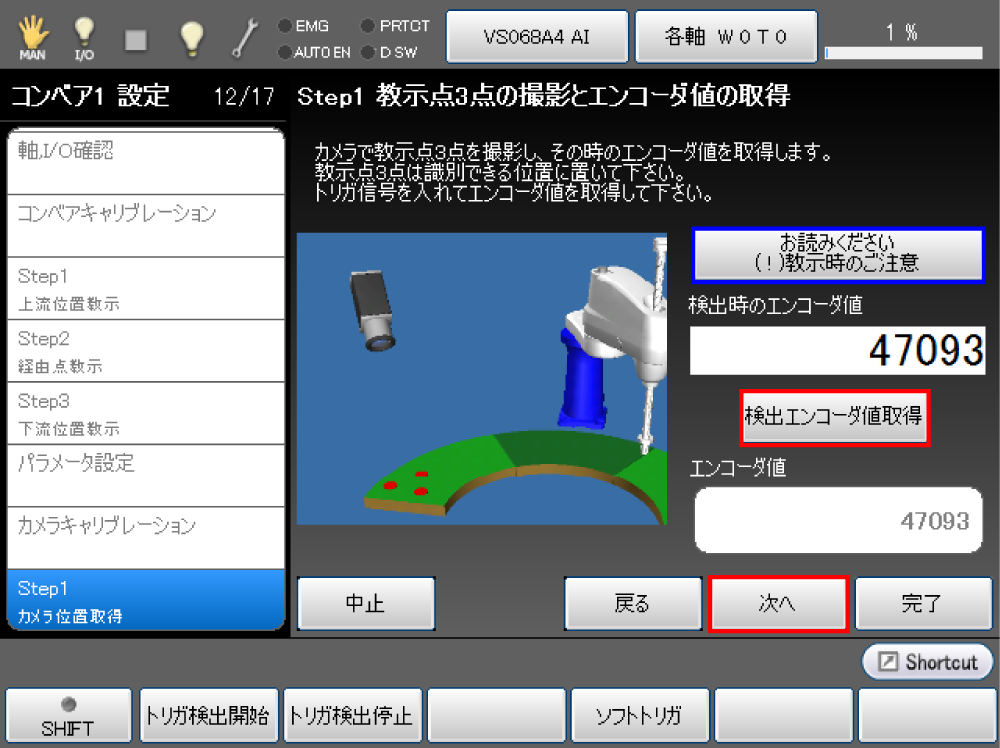 MAN
I/O
EMG
PRTCT
AUTO EN
D SW
VS068A4 AI
各軸 W0T0
1 %
コンベア1 設定 12/17
Step1 教示点3点の撮影とエンコーダ値の取得
軸,I/O確認
コンベアキャリブレーション
Step1
上流位置教示
Step2
経由点教示
Step3
下流位置教示
パラメータ設定
カメラキャリブレーション
Step1
カメラ位置取得
カメラで教示点3点を撮影し、その時のエンコーダ値を取得します。
教示点3点は識別できる位置に置いて下さい。
トリガ信号を入れてエンコーダ値を取得して下さい。
お読みください
(!)教示時のご注意
検出時のエンコーダ値
47093
検出エンコーダ値取得
エンコーダ値
47093
中止
戻る
次へ
完了
Shortcut
SHIFT
トリガ検出開始
トリガ検出停止
ソフトトリガ